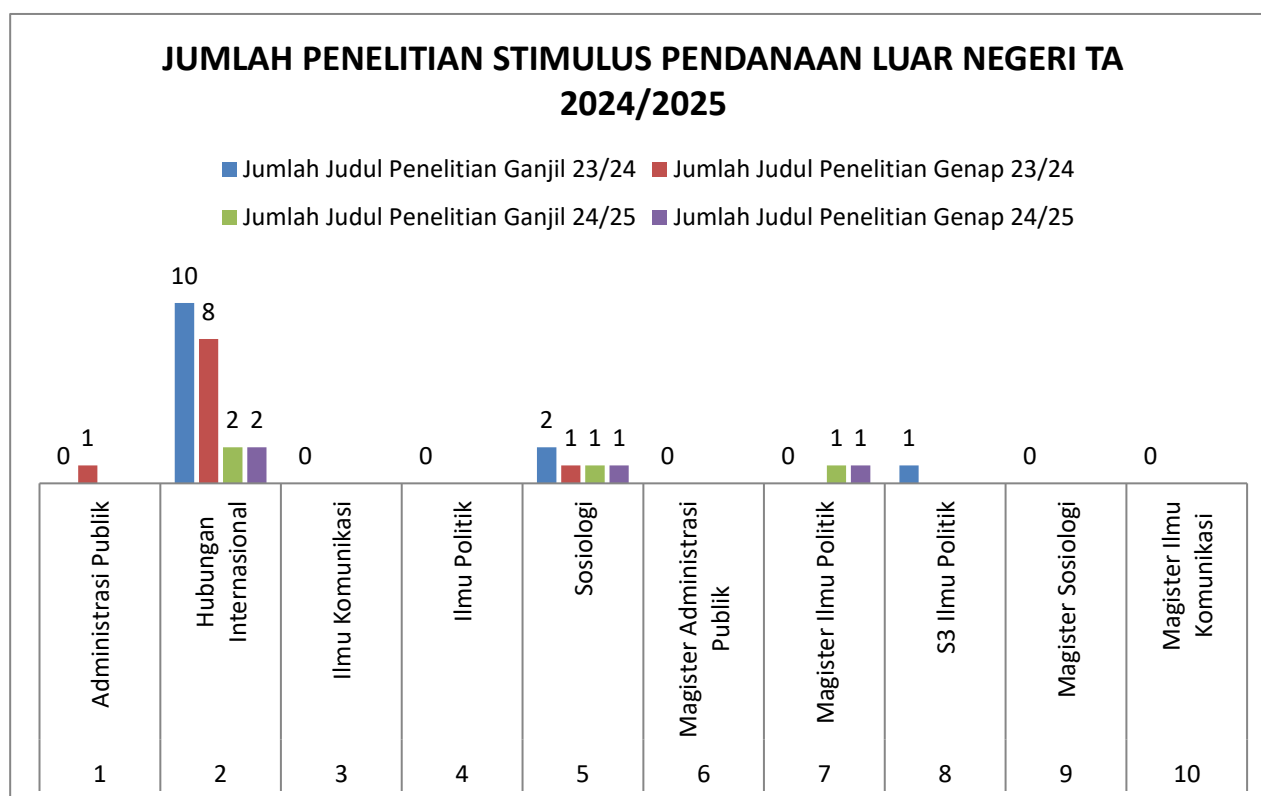 JUMLAH PENELITIAN STIMULUS PENDANAAN LUAR NEGERI TA
2024/2025
Jumlah Judul Penelitian Ganjil 23/24 Jumlah Judul Penelitian Genap 23/24
Jumlah Judul Penelitian Ganjil 24/25 Jumlah Judul Penelitian Genap 24/25
0 1
10 8 2 2
0
0
2 1 1 1
0
0 1 1
1
0
0
Administrasi Publik
Hubungan
Internasional
Ilmu Komunikasi
Ilmu Politik
Sosiologi
Magister Administrasi
Publik
Magister Ilmu Politik
S3 Ilmu Politik
Magister Sosiologi
Magister Ilmu
Komunikasi
1 2 3 4 5 6 7 8 9 10